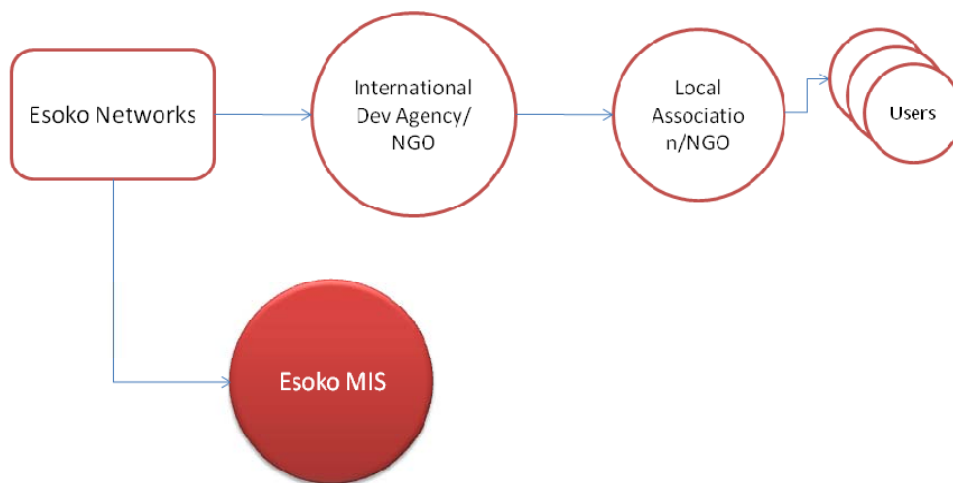 Esoko Networks
International
Dev Agency/
NGO
Local
Associatio
n/NGO
Users
Esoko MIS